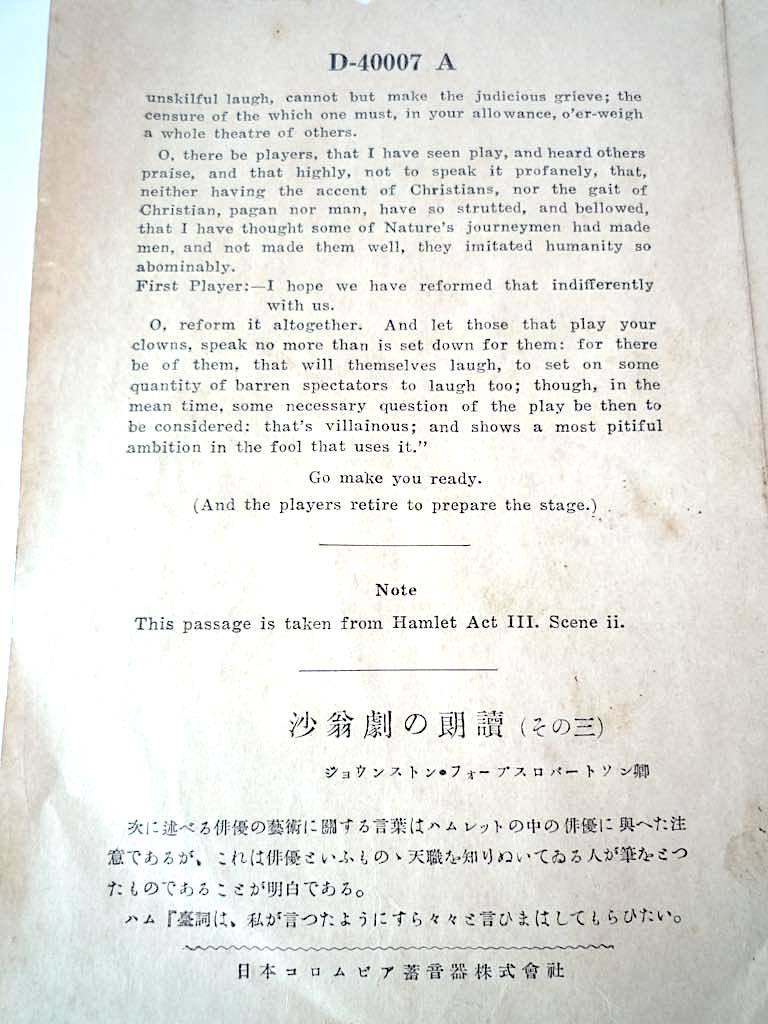 D-40007 A
unskilful laugh, cannot but make the judicious grieve; the
censure of the which one must, in your allowance, o'er-weigh
a whole theatre of others.
O, there be players, that I have seen play, and heard others
praise, and that highly, not to speak it profanely, that,
neither having the accent of Christians, nor the gait of
Christian, pagan nor man, have so strutted, and bellowed,
that I have thought some of Nature's journeymen had made
men, and not made them well, they imitated humanity so
abominably.
First Player:—I hope we have reformed that indifferently
with us.
O, reform it altogether. And let those that play your
clowns, speak no more than is set down for them: for there
be of them, that will themselves laugh, to set on some
quantity of barren spectators to laugh too; though, in the
mean time, some necessary question of the play be then to
be considered: that's villainous; and shows a most pitiful
ambition in the fool that uses it."
Go make you ready.
(And the players retire to prepare the stage.)
Note
This passage is taken from Hamlet Act III. Scene ii.
沙翁劇の朗讀(その三)
ジョウンストン•フォーブスロバートソン卿
次に述べる俳優の藝術に關する言葉はハムレットの中の俳優に與へた注
意であるが、これは俳優といふものゝ天職を知りぬいてゐる人が筆をとつ
たものであることが明白である。
ハム『臺詞は、私が言つたようにすら々々と言ひまはしてもらひたい。
日本コロムビア蓄音器株式會社